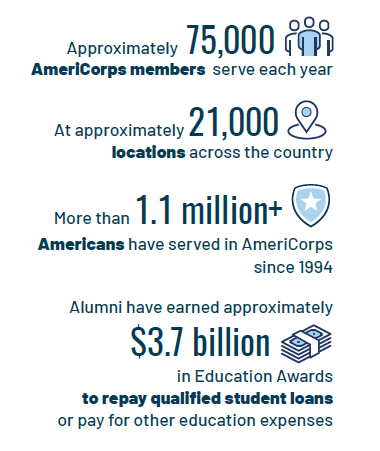 Approximately 75,000
AmeriCorps members serve each year
At approximately 21,000
locations across the country
More than 1.1 million+
Americans have served in AmeriCorps
since 1994
Alumni have earned approximately
$3.7 billion
in Education Awards
to repay qualified student loans
or pay for other education expenses